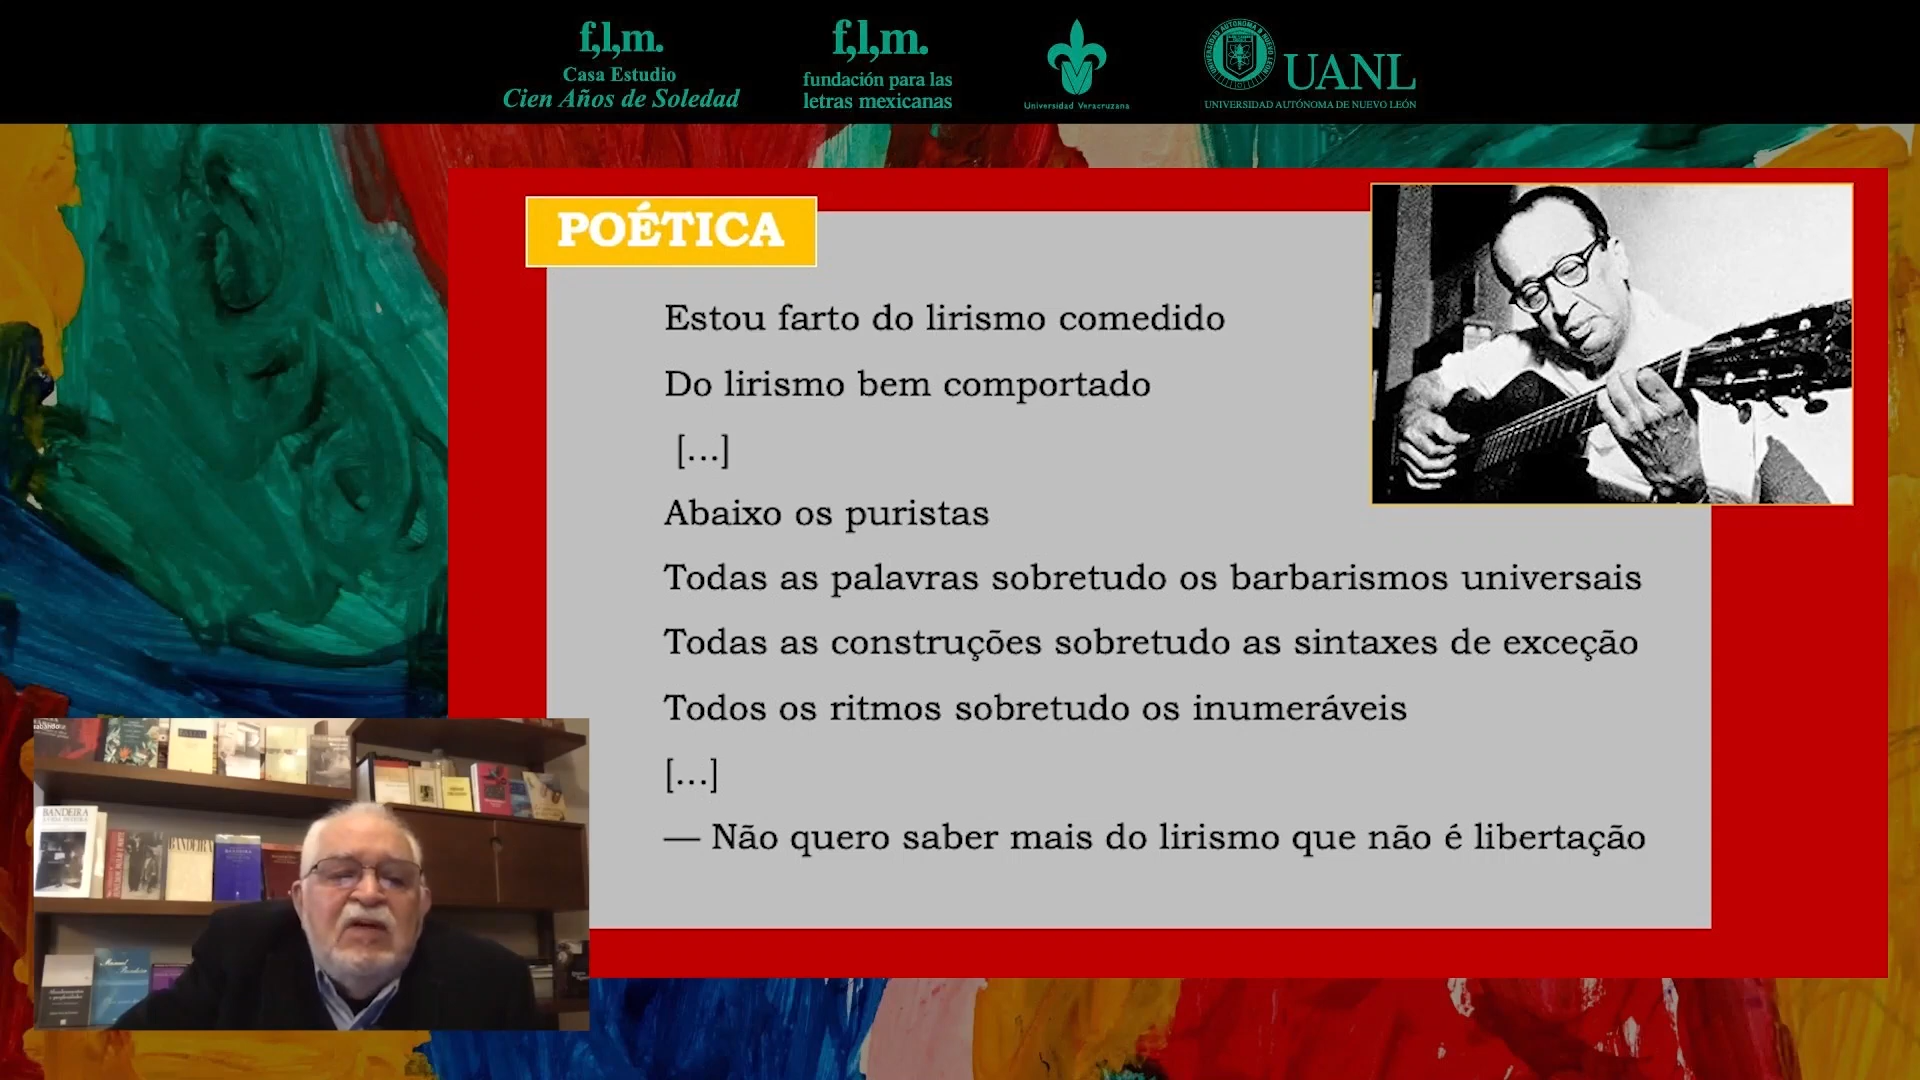 f,l,m.
Casa Estudio
Cien Años de Soledad
f,l,m.
fundación para las
letras mexicanas
Universidad Veracruzana
UANL
UNIVERSIDAD AUTÓNOMA DE NUEVO LEÓN
POÉTICA
Estou farto do lirismo comedido
Do lirismo bem comportado
[...]
Abaixo os puristas
Todas as palavras sobretudo os barbarismos universais
Todas as construções sobretudo as sintaxes de exceção
Todos os ritmos sobretudo os inumeráveis
[...]
— Não quero saber mais do lirismo que não é libertação
BANDEIRA
BANDEIRA
Manuel
Bandeira